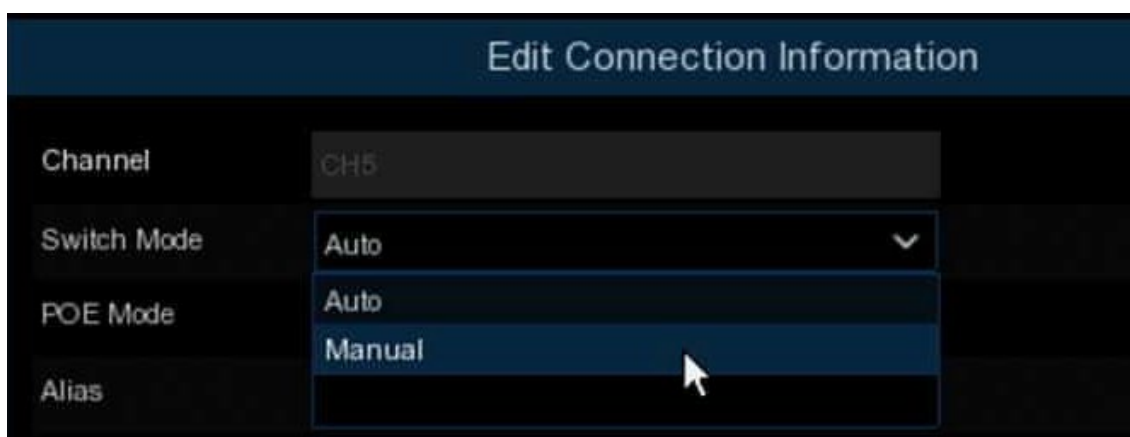 Edit Connection Information
Channel CH5
Switch Mode Auto
Auto
POE Mode
Manual
Alias